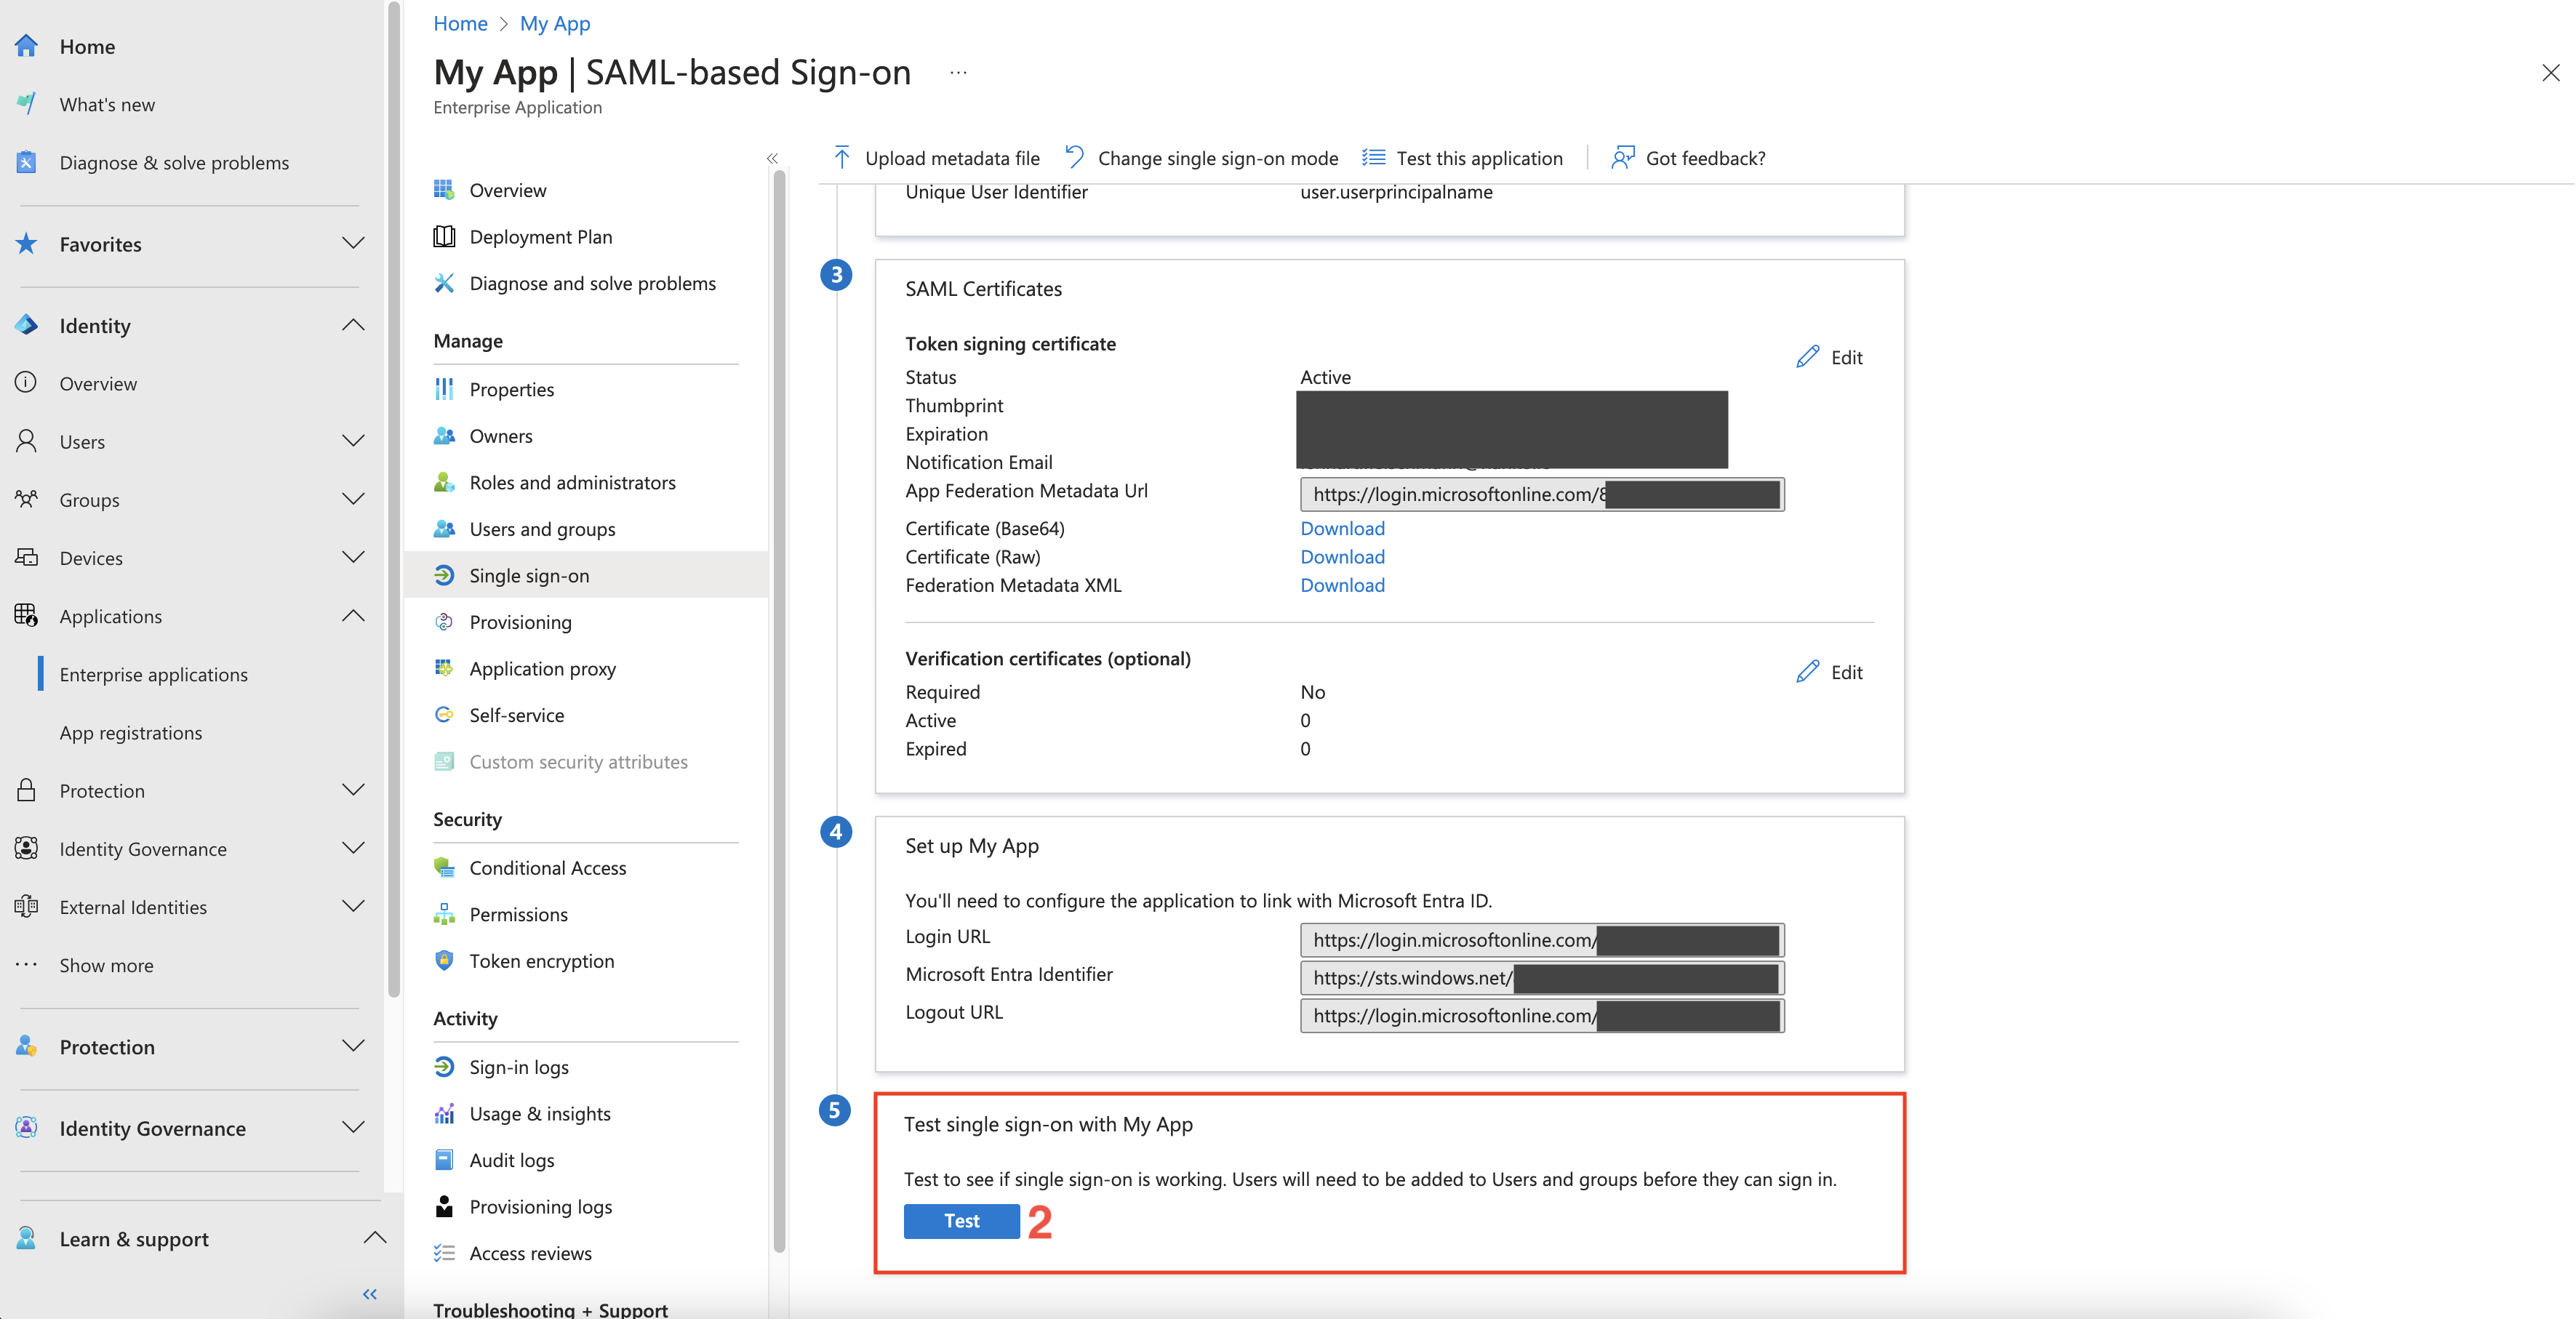 Home
What's new
Diagnose & solve problems
Favorites
Identity
Overview
Users
Groups
Devices
Applications
Enterprise applications
App registrations
Protection
Identity Governance
External Identities
Show more
Protection
Identity Governance
Learn & support
Home > My App
My App | SAML-based Sign-on ...
Enterprise Application
Overview
Deployment Plan
Diagnose and solve problems
Manage
Properties
Owners
Roles and administrators
Users and groups
Single sign-on
Provisioning
Application proxy
Self-service
Custom security attributes
Security
Conditional Access
Permissions
Token encryption
Activity
Sign-in logs
Usage & insights
Audit logs
Provisioning logs
Access reviews
Troubleshooting + Support
Upload metadata file Change single sign-on mode Test this application Got feedback?
Unique User Identifier user.userprincipalname
3
SAML Certificates
Token signing certificate
Edit
Status Active
Thumbprint
Expiration
Notification Email
App Federation Metadata Url https://login.microsoftonline.com/8
Certificate (Base64) Download
Certificate (Raw) Download
Federation Metadata XML Download
Verification certificates (optional)
Edit
Required No
Active 0
Expired 0
4
Set up My App
You'll need to configure the application to link with Microsoft Entra ID.
Login URL https://login.microsoftonline.com/
Microsoft Entra Identifier https://sts.windows.net/
Logout URL https://login.microsoftonline.com/
5
Test single sign-on with My App
Test to see if single sign-on is working. Users will need to be added to Users and groups before they can sign in.
Test 2